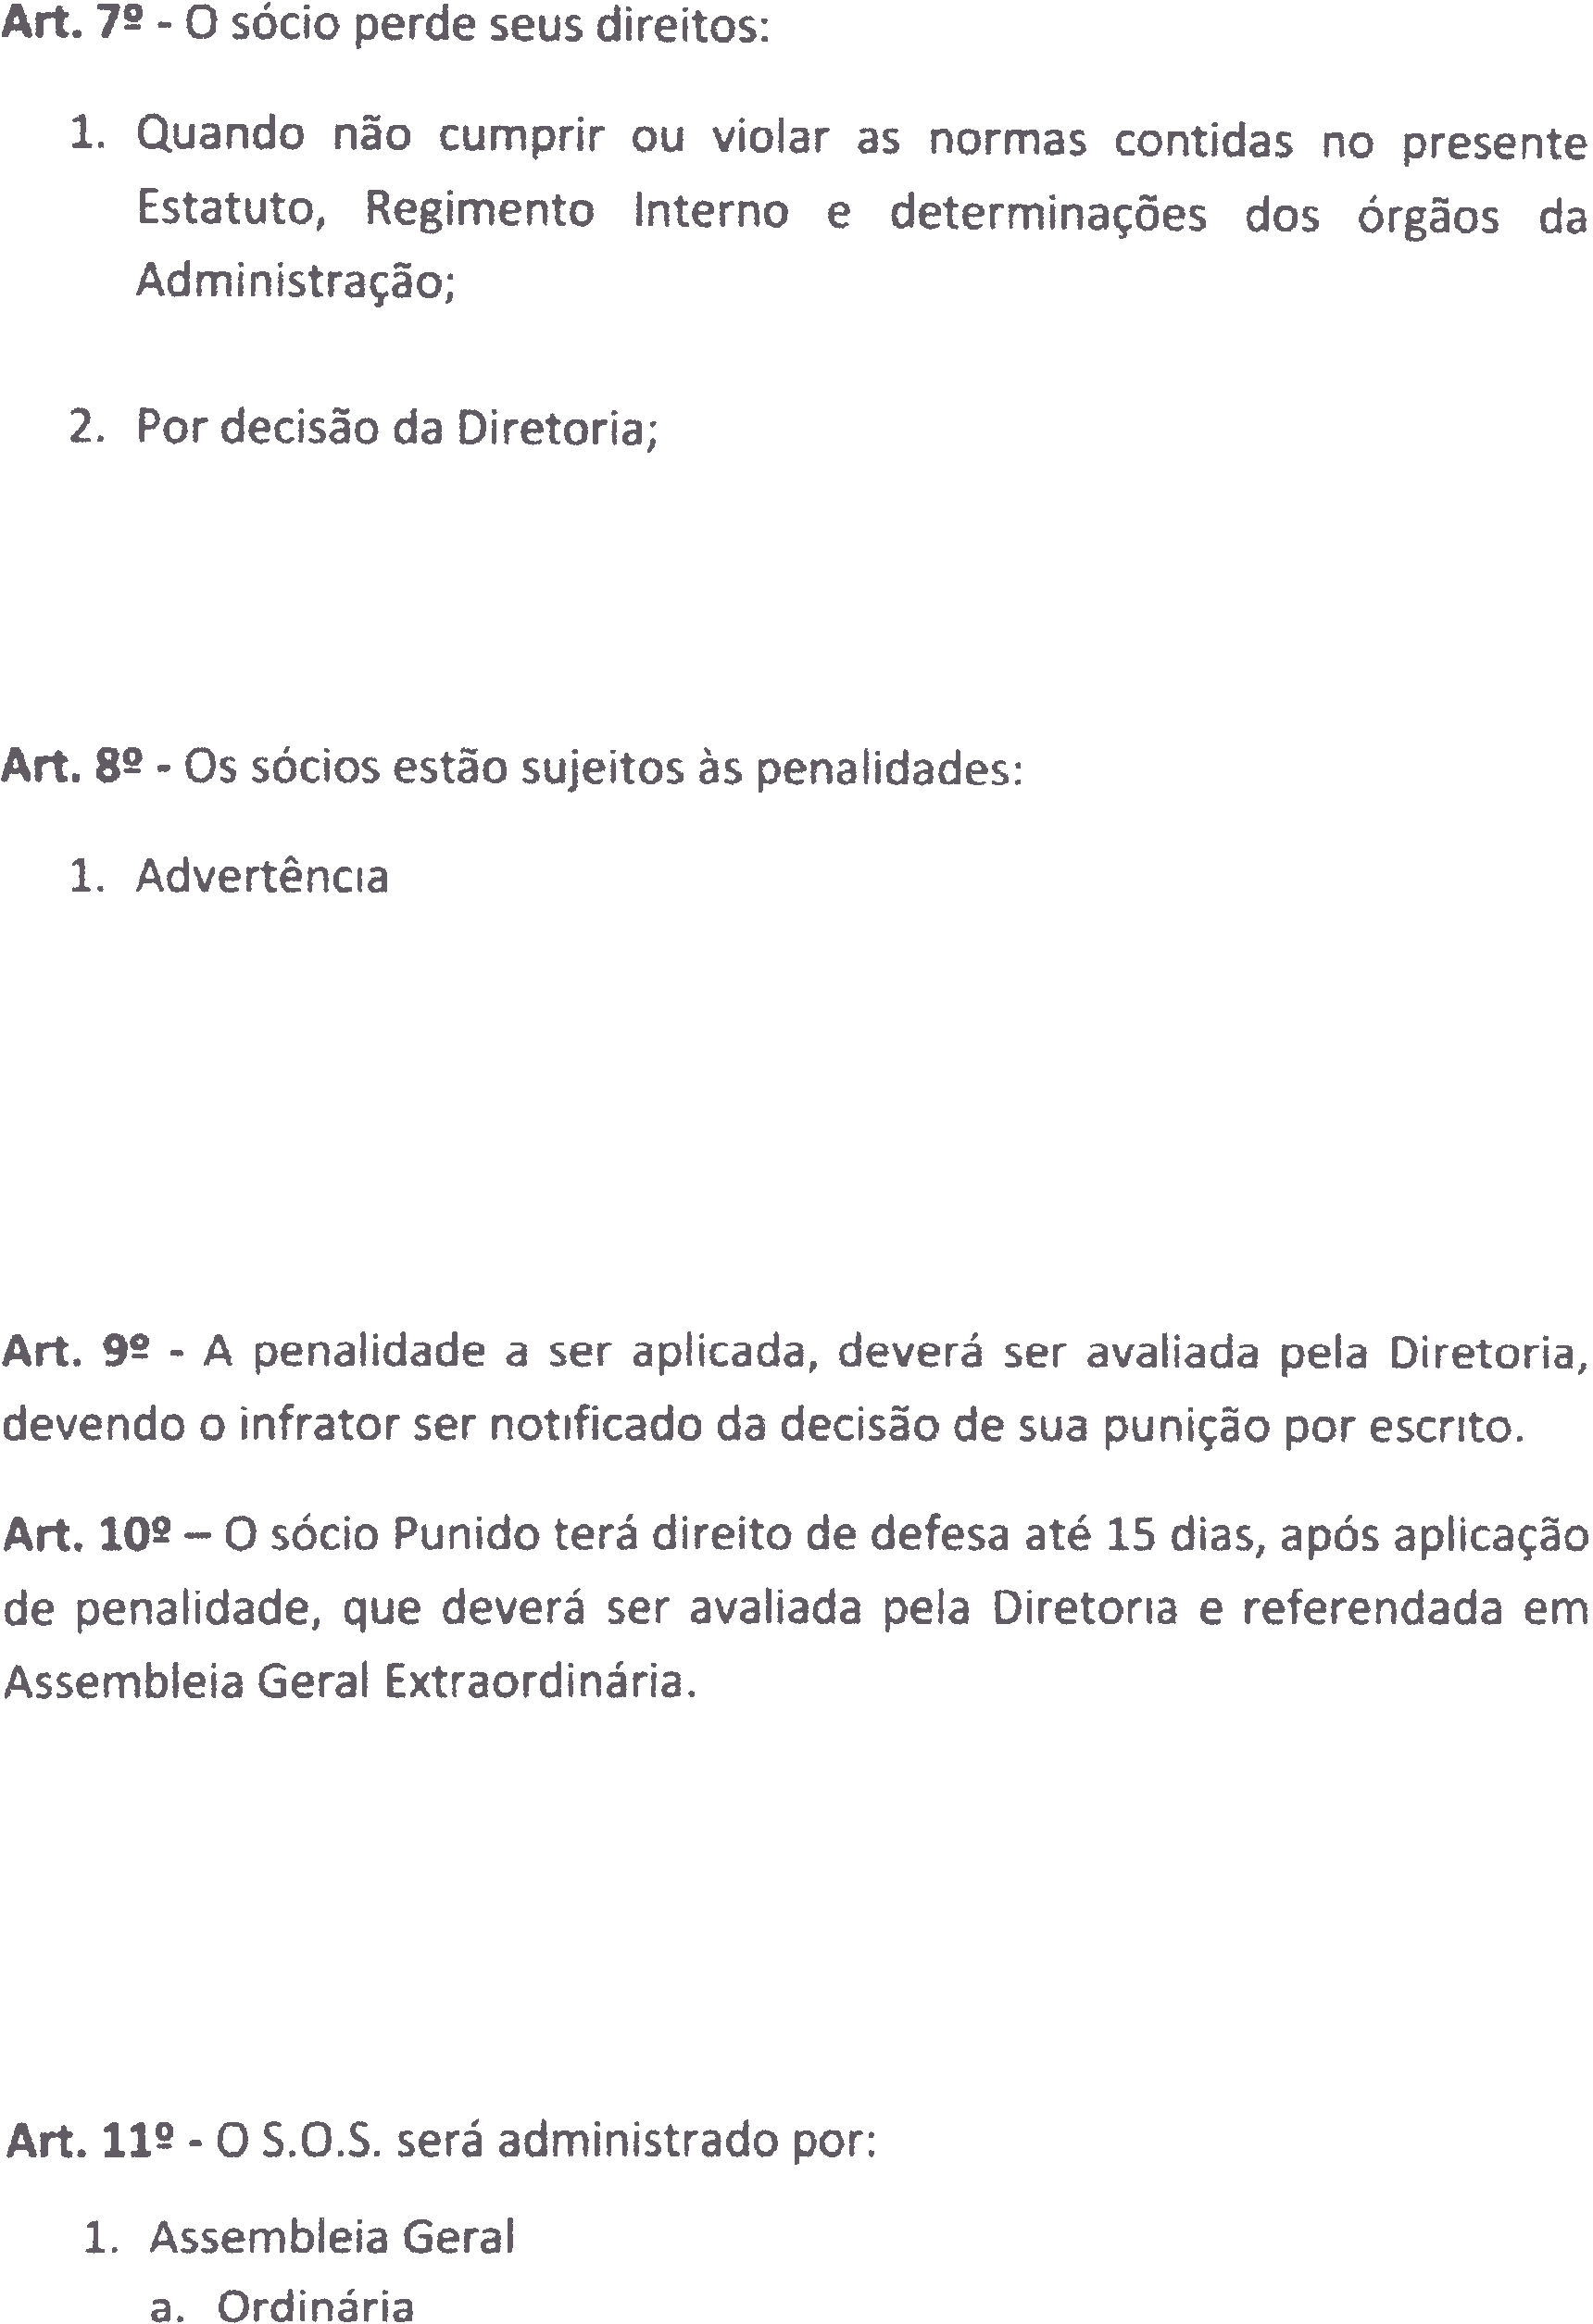 Art. 7º - O sócio perde seus direitos:
1. Quando não cumprir ou violar as normas contidas no presente
Estatuto, Regimento Interno e determinações dos órgãos da
Administração;
2. Por decisão da Diretoria;
Art. 8º - Os sócios estão sujeitos às penalidades:
1. Advertência
Art. 9º - A penalidade a ser aplicada, deverá ser avaliada pela Diretoria,
devendo o infrator ser notificado da decisão de sua punição por escrito.
Art. 10º – O sócio Punido terá direito de defesa até 15 dias, após aplicação
de penalidade, que deverá ser avaliada pela Diretoria e referendada em
Assembleia Geral Extraordinária.
Art. 11º - O S.O.S. será administrado por:
1. Assembleia Geral
a. Ordinária